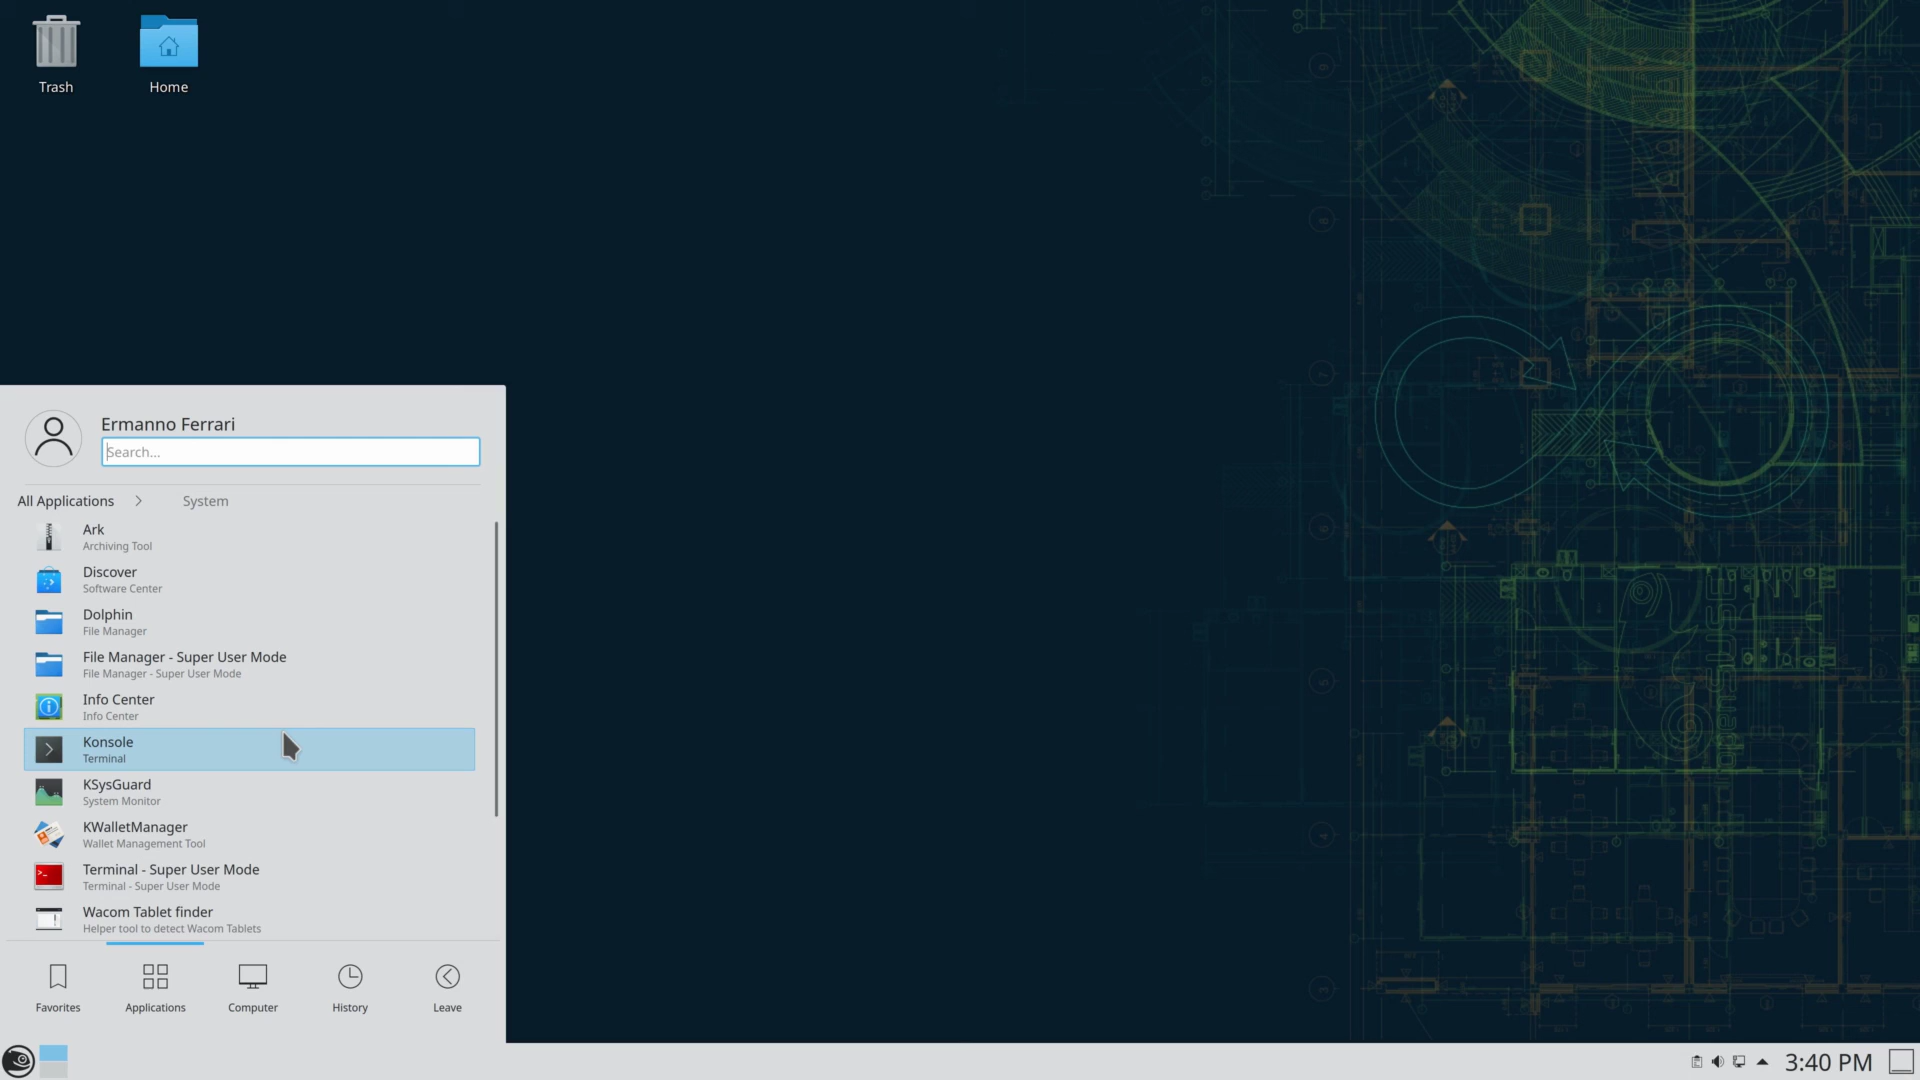 Trash
Home
Ermanno Ferrari
Search...
All Applications
System
Ark
Archiving Tool
Discover
Software Center
Dolphin
File Manager
File Manager - Super User Mode
File Manager - Super User Mode
Info Center
Info Center
Konsole
Terminal
KSysGuard
System Monitor
KWalletManager
Wallet Management Tool
Terminal - Super User Mode
Terminal - Super User Mode
Wacom Tablet finder
Helper tool to detect Wacom Tablets
Favorites
Applications
Computer
History
Leave
openSUSE
3:40 PM